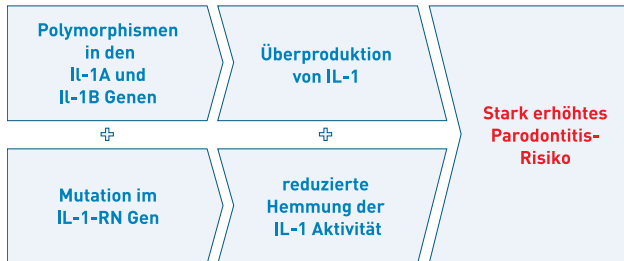 Polymorphismen
in den
Il-1A und
Il-1B Genen
Überproduktion
von IL-1
+
+
Mutation im
IL-1-RN Gen
reduzierte
Hemmung der
IL-1 Aktivität
Stark erhöhtes
Parodontitis-
Risiko